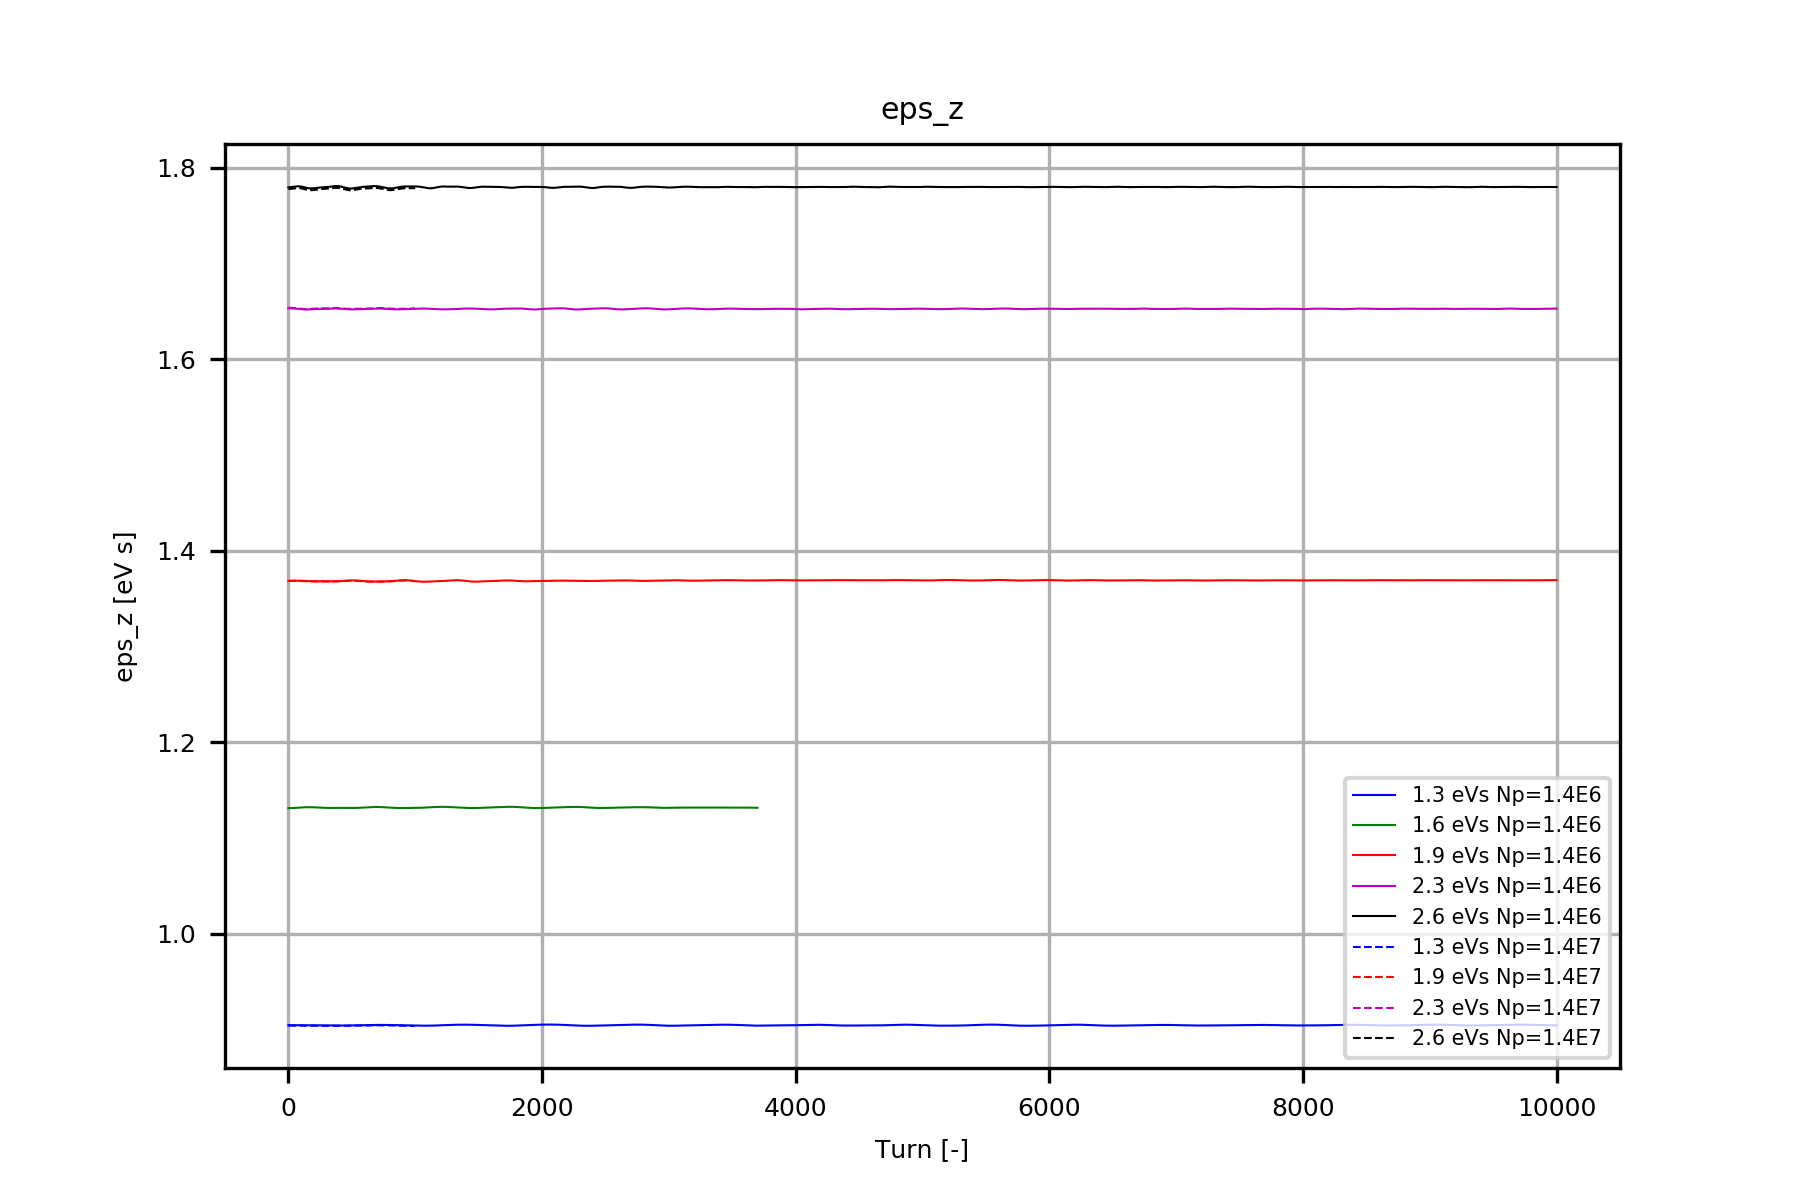 eps_z
1.8
1.6
1.4
1.2
1.0
eps_z [eV s]
1.3 eVs Np=1.4E6
1.6 eVs Np=1.4E6
1.9 eVs Np=1.4E6
2.3 eVs Np=1.4E6
2.6 eVs Np=1.4E6
1.3 eVs Np=1.4E7
1.9 eVs Np=1.4E7
2.3 eVs Np=1.4E7
2.6 eVs Np=1.4E7
0 2000 4000 6000 8000 10000
Turn [-]